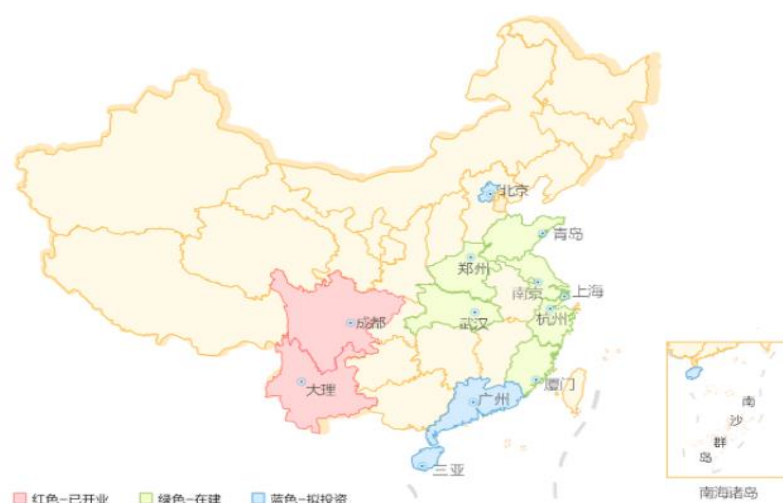 北京
青岛
郑州
南京
上海
武汉
杭州
成都
大理
厦门
广州
三亚
南
沙
群
岛
南海诸岛
红色-已开业
绿色-在建
蓝色-拟投资